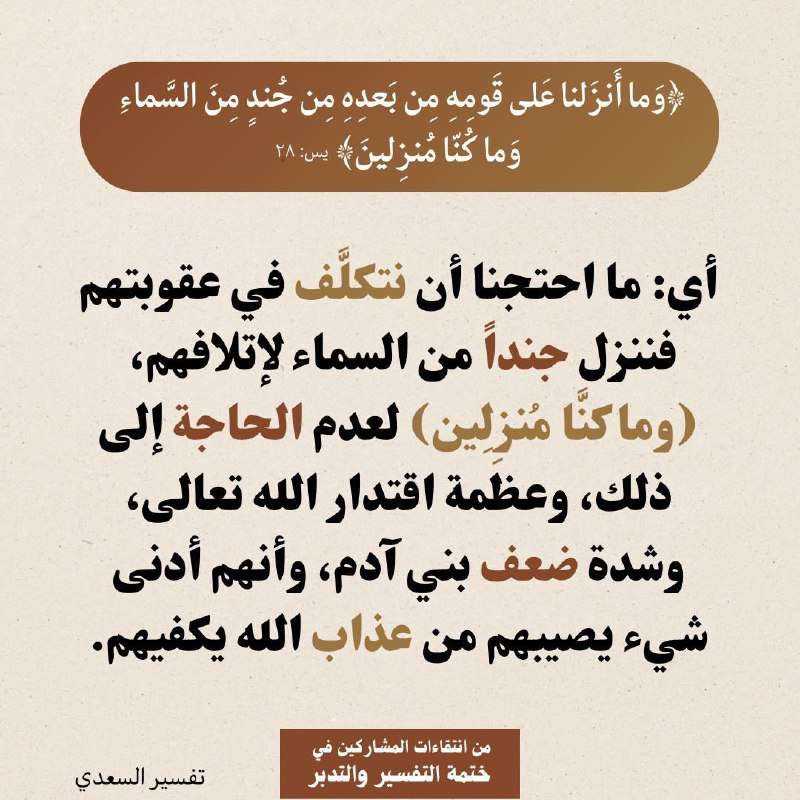 ﴿وَما أَنزَلنا عَلى قَومِهِ مِن بَعدِهِ مِن جُندٍ مِنَ السَّماءِ
وَما كُنّا مُنزِلينَ﴾ يس: ٢٨
أي: ما احتجنا أن نتكلَّف في عقوبتهم
فننزل جنداً من السماء لإتلافهم،
(وما كنَّا مُنزِلِين) لعدم الحاجة إلى
ذلك، وعظمة اقتدار الله تعالى،
وشدة ضعف بني آدم، وأنهم أدنى
شيء يصيبهم من عذاب الله يكفيهم.
من انتقاءات المشاركين في
ختمة التفسير والتدبر
تفسير السعدي